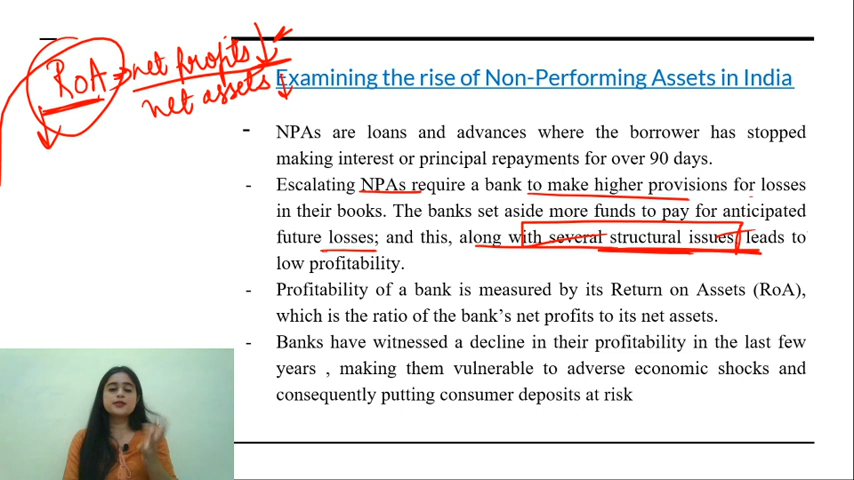 RoA => net profits ↓
net assets ↓
Examining the rise of Non-Performing Assets in India
- NPAs are loans and advances where the borrower has stopped
making interest or principal repayments for over 90 days.
- Escalating NPAs require a bank to make higher provisions for losses
in their books. The banks set aside more funds to pay for anticipated
future losses; and this, along with several structural issues, leads to
low profitability.
- Profitability of a bank is measured by its Return on Assets (RoA),
which is the ratio of the bank's net profits to its net assets.
- Banks have witnessed a decline in their profitability in the last few
years , making them vulnerable to adverse economic shocks and
consequently putting consumer deposits at risk